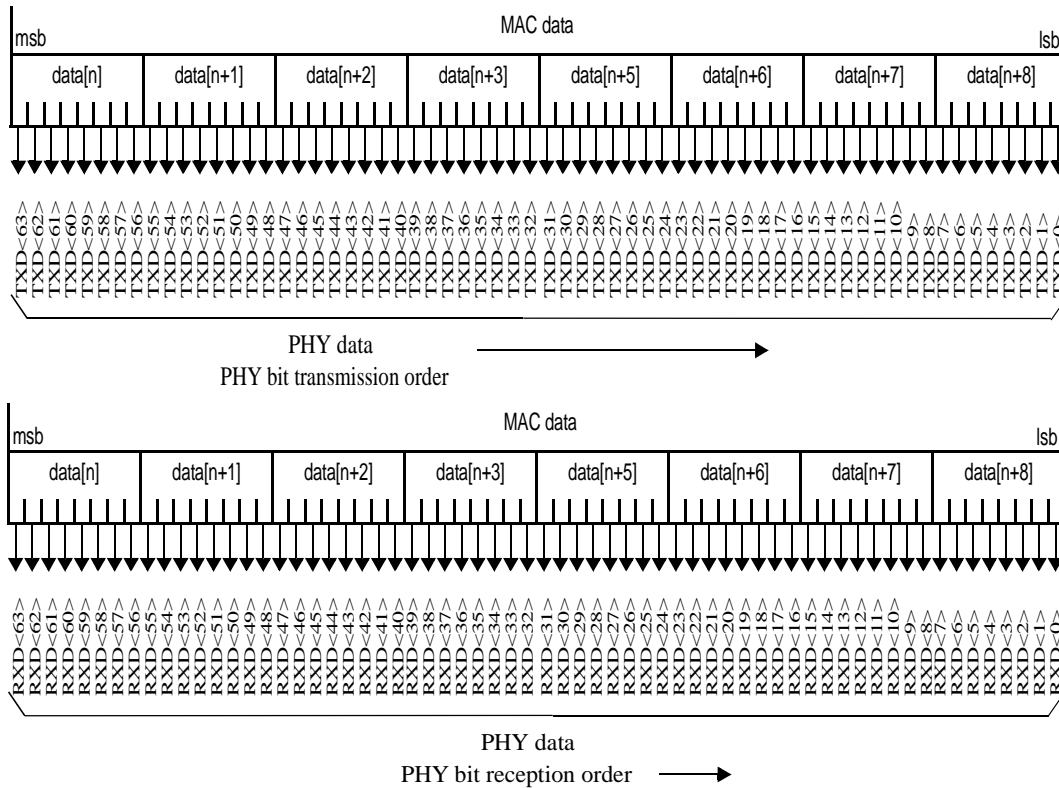 MAC data
msb lsb
data[n] data[n+1] data[n+2] data[n+3] data[n+5] data[n+6] data[n+7] data[n+8]
TXD<63> TXD<62> TXD<61> TXD<60> TXD<59> TXD<58> TXD<57> TXD<56> TXD<55> TXD<54> TXD<53> TXD<52> TXD<51> TXD<50> TXD<49> TXD<48> TXD<47> TXD<46> TXD<45> TXD<44> TXD<43> TXD<42> TXD<41> TXD<40> TXD<39> TXD<38> TXD<37> TXD<36> TXD<35> TXD<34> TXD<33> TXD<32> TXD<31> TXD<30> TXD<29> TXD<28> TXD<27> TXD<26> TXD<25> TXD<24> TXD<23> TXD<22> TXD<21> TXD<20> TXD<19> TXD<18> TXD<17> TXD<16> TXD<15> TXD<14> TXD<13> TXD<12> TXD<11> TXD<10> TXD<9> TXD<8> TXD<7> TXD<6> TXD<5> TXD<4> TXD<3> TXD<2> TXD<1> TXD<0>
PHY data
PHY bit transmission order
MAC data
msb lsb
data[n] data[n+1] data[n+2] data[n+3] data[n+5] data[n+6] data[n+7] data[n+8]
RXD<63> RXD<62> RXD<61> RXD<60> RXD<59> RXD<58> RXD<57> RXD<56> RXD<55> RXD<54> RXD<53> RXD<52> RXD<51> RXD<50> RXD<49> RXD<48> RXD<47> RXD<46> RXD<45> RXD<44> RXD<43> RXD<42> RXD<41> RXD<40> RXD<39> RXD<38> RXD<37> RXD<36> RXD<35> RXD<34> RXD<33> RXD<32> RXD<31> RXD<30> RXD<29> RXD<28> RXD<27> RXD<26> RXD<25> RXD<24> RXD<23> RXD<22> RXD<21> RXD<20> RXD<19> RXD<18> RXD<17> RXD<16> RXD<15> RXD<14> RXD<13> RXD<12> RXD<11> RXD<10> RXD<9> RXD<8> RXD<7> RXD<6> RXD<5> RXD<4> RXD<3> RXD<2> RXD<1> RXD<0>
PHY data
PHY bit reception order